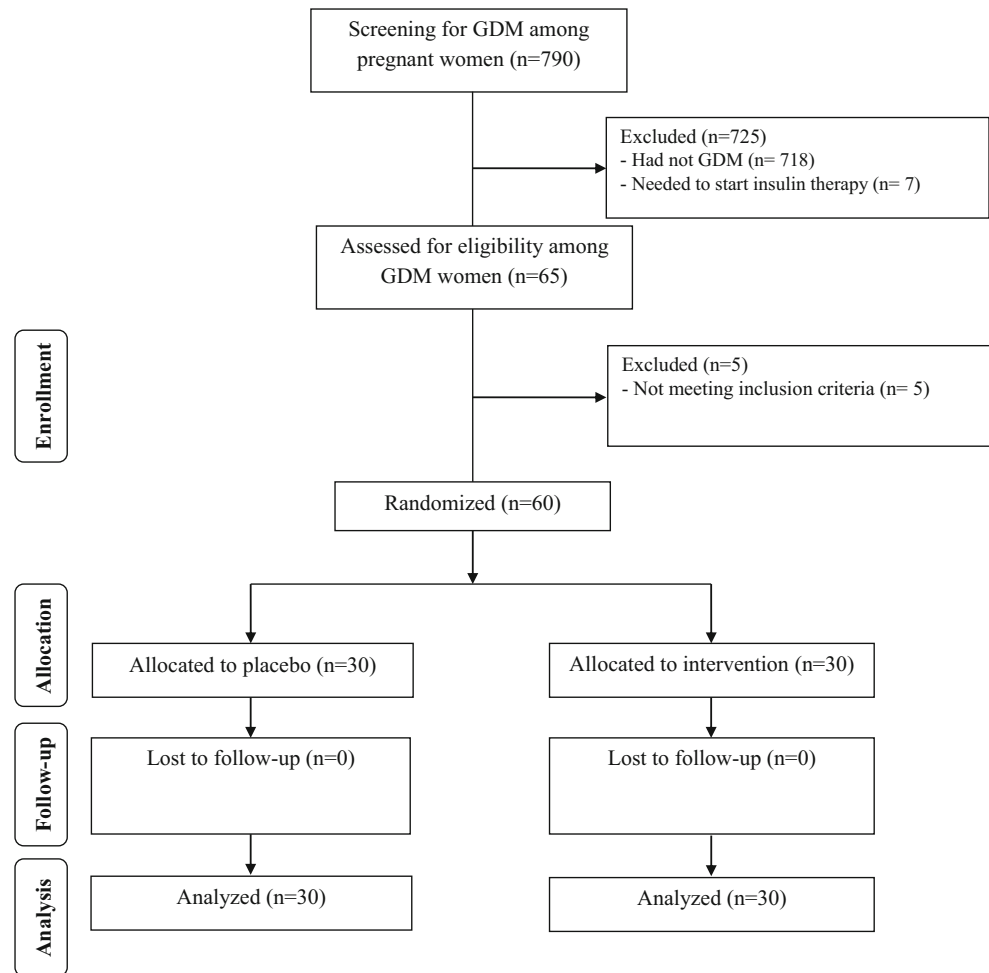 Screening for GDM among
pregnant women (n=790)
Excluded (n=725)
- Had not GDM (n= 718)
- Needed to start insulin therapy (n= 7)
Assessed for eligibility among
GDM women (n=65)
Enrollment
Excluded (n=5)
- Not meeting inclusion criteria (n= 5)
Randomized (n=60)
Allocation
Allocated to placebo (n=30)
Allocated to intervention (n=30)
Follow-up
Lost to follow-up (n=0)
Lost to follow-up (n=0)
Analysis
Analyzed (n=30)
Analyzed (n=30)